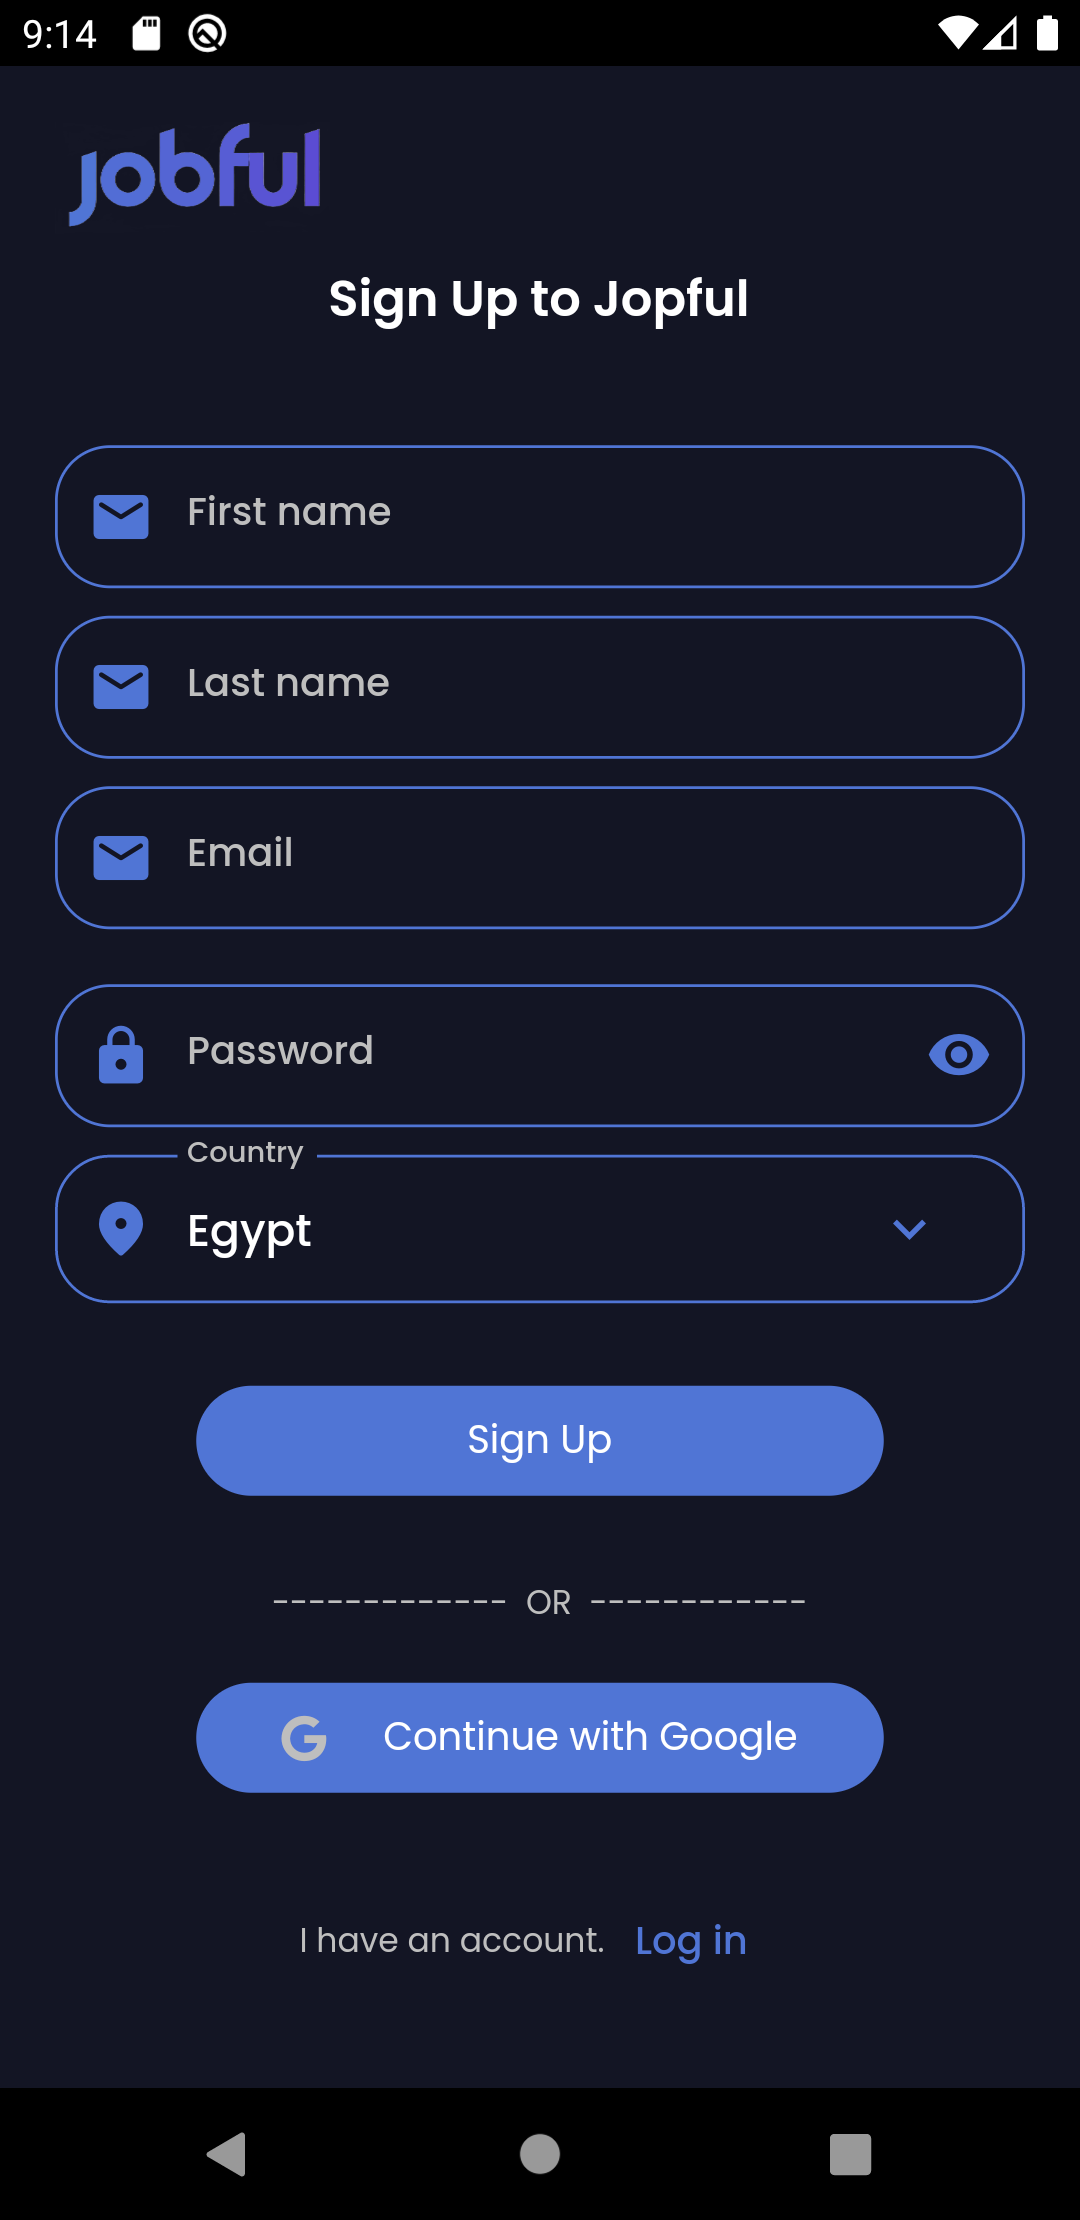 9:14
jobful
Sign Up to Jopful
First name
Last name
Email
Password
Country
Egypt
Sign Up
------------- OR ------------
G Continue with Google
I have an account. Log in